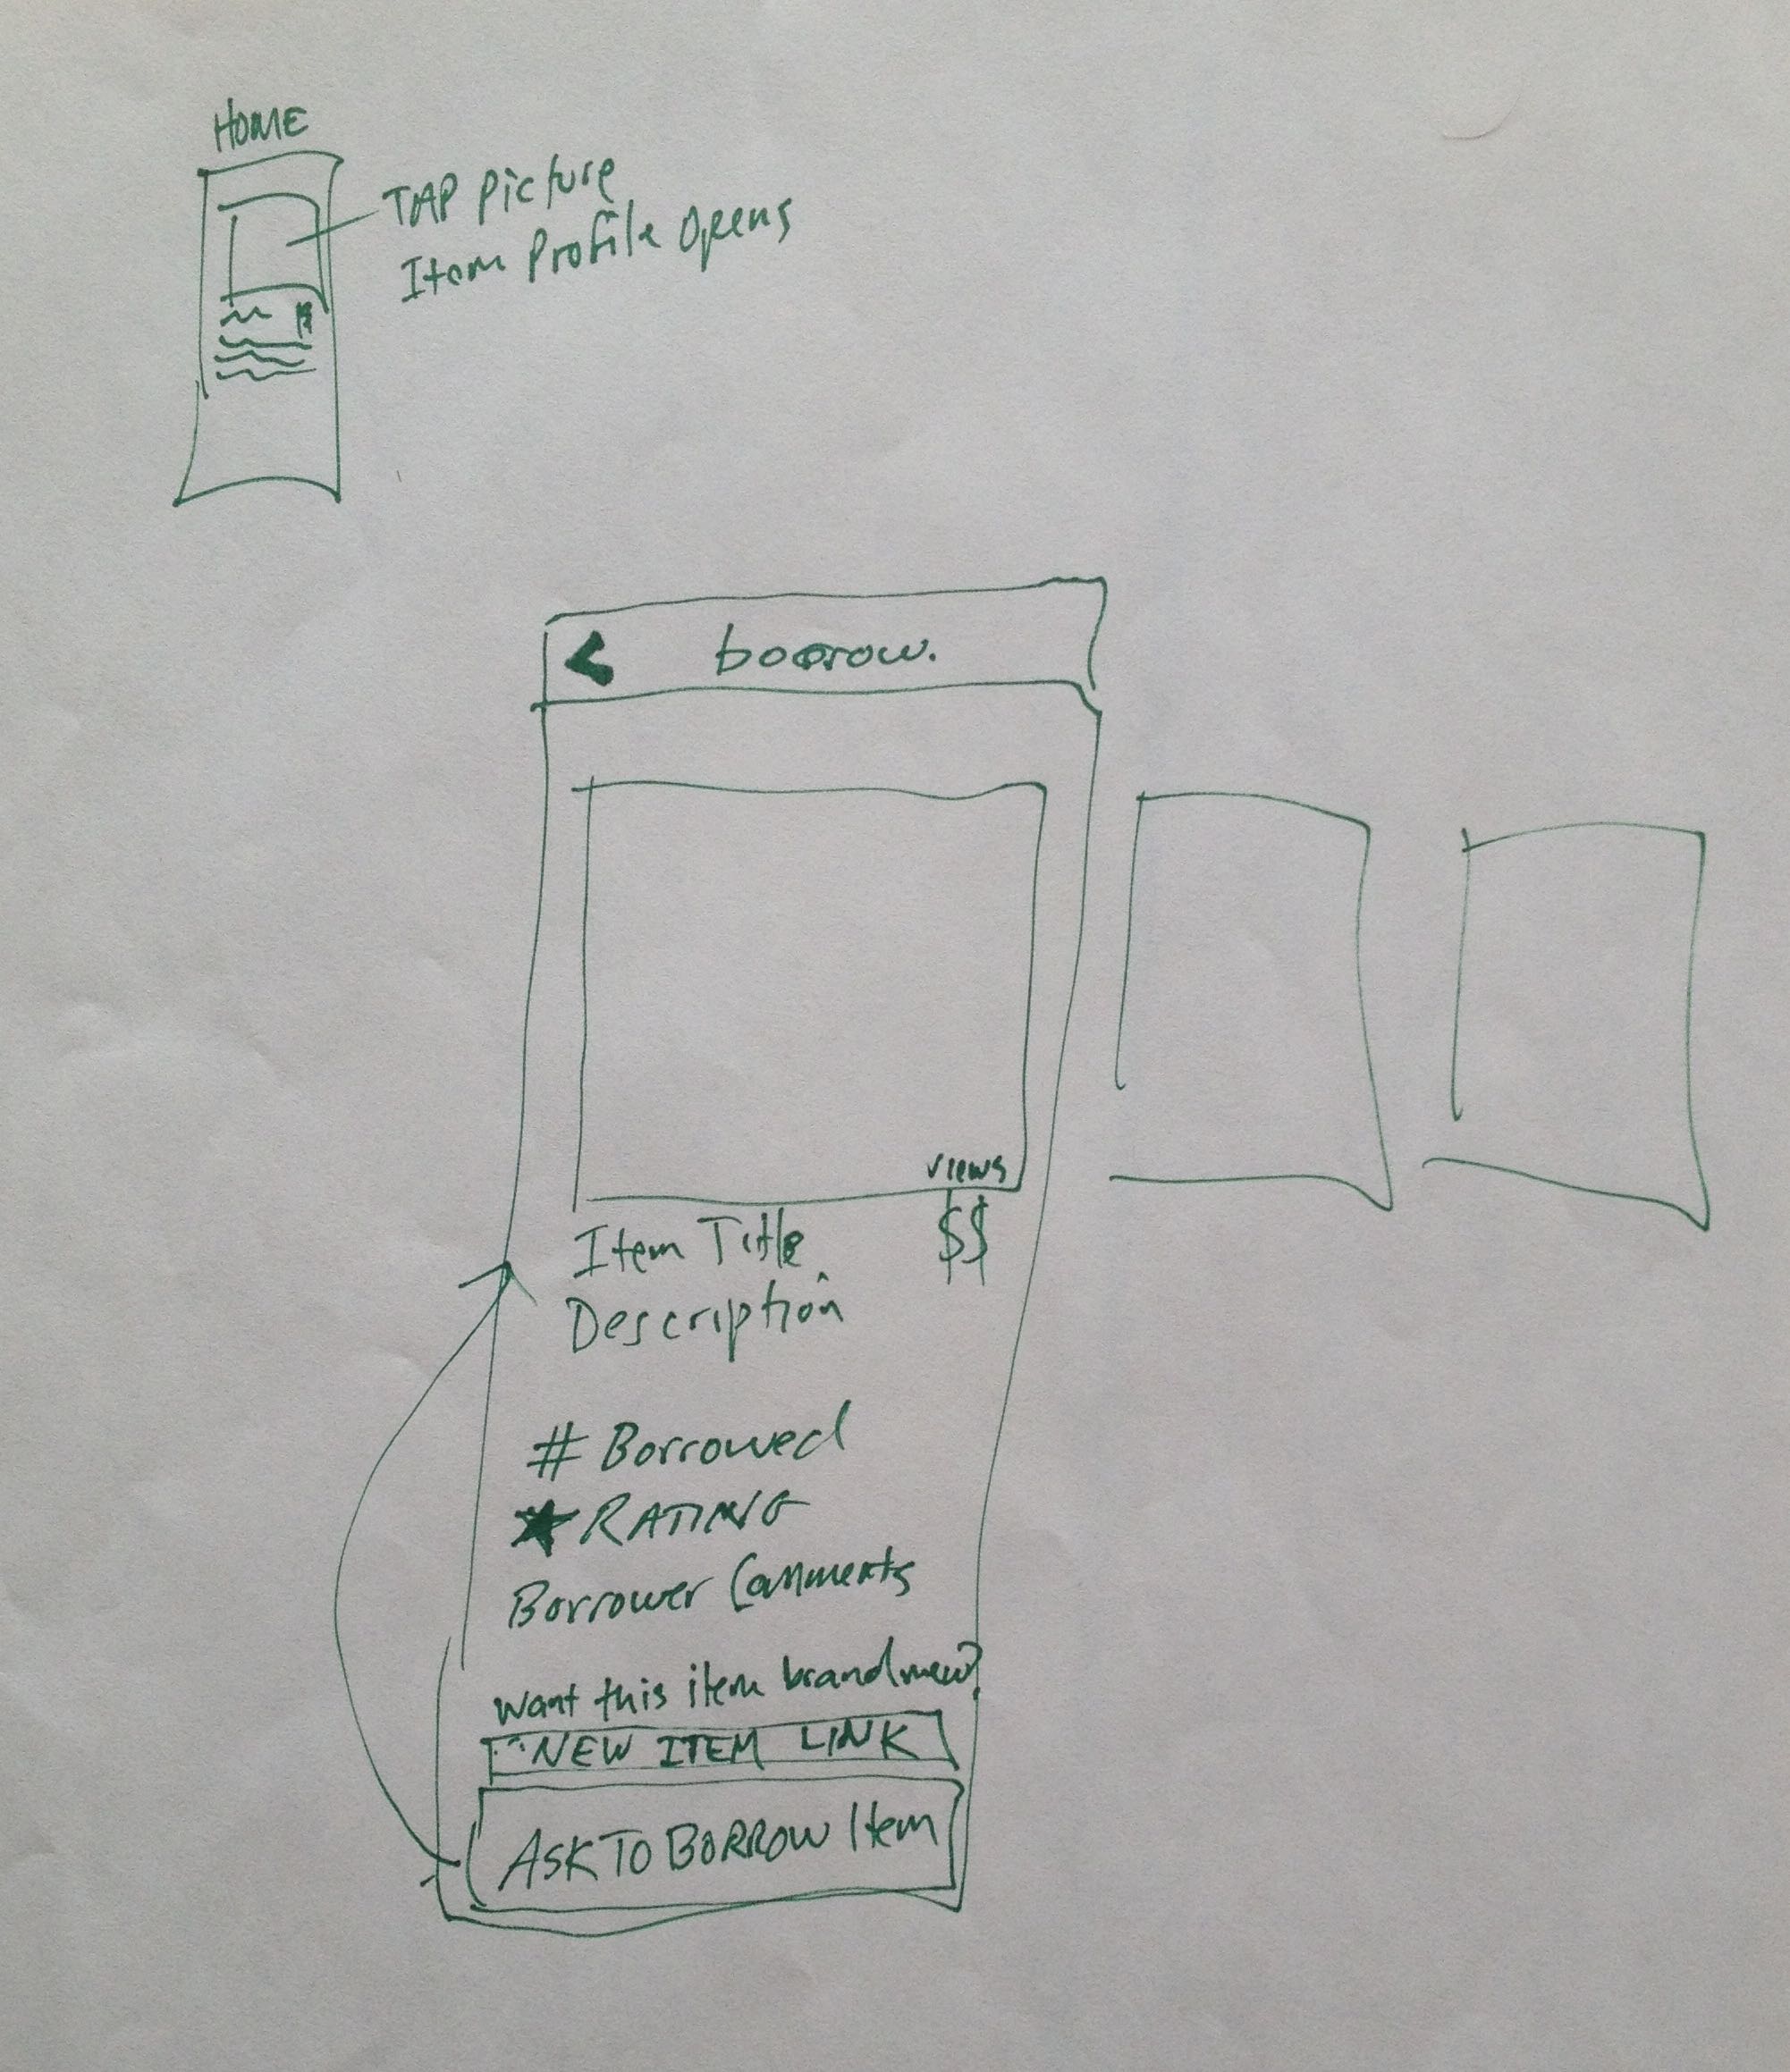 HOME
TAP picture
Item Profile Opens
borrow.
views
Item Title $$
Description
# Borrowed
★ RATING
Borrower Comments
want this item brand new?
NEW ITEM LINK
ASK TO BORROW Item